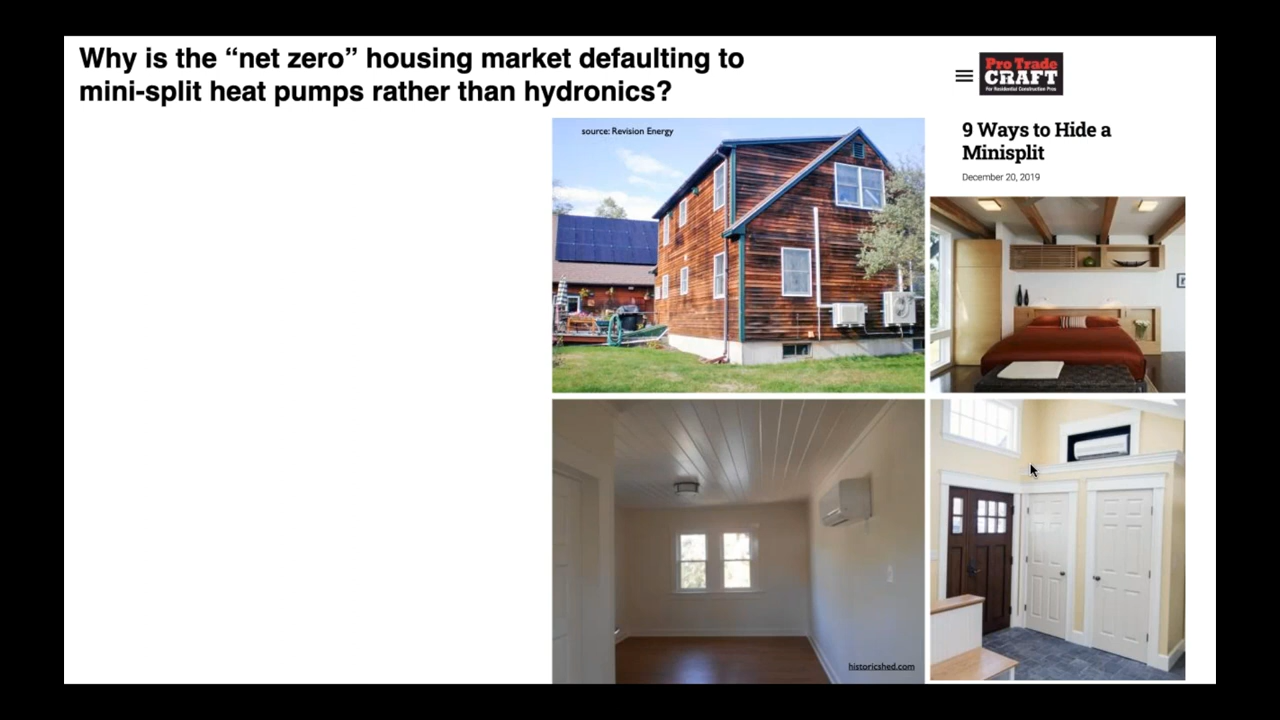 Why is the “net zero” housing market defaulting to
mini-split heat pumps rather than hydronics?
source: Revision Energy
Pro Trade
CRAFT
For Residential Construction Pros
9 Ways to Hide a
Minisplit
December 20, 2019
historicshed.com